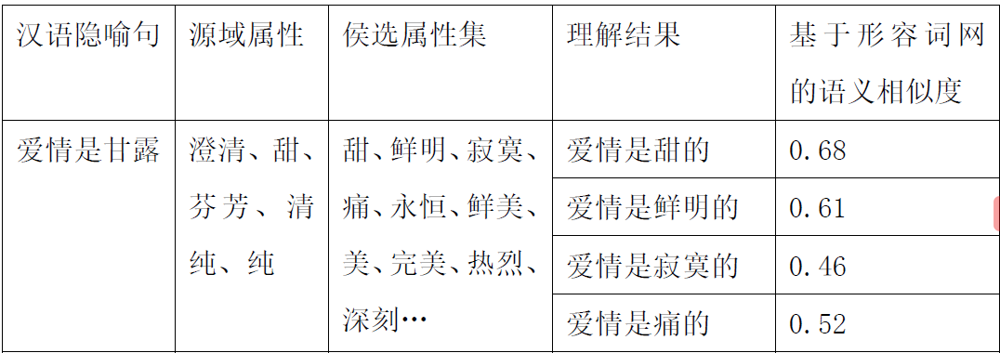 汉语隐喻句 源域属性 侯选属性集 理解结果 基于形容词网
的语义相似度
爱情是甘露 澄清、甜、 甜、鲜明、寂寞、 爱情是甜的 0.68
芬芳、清 痛、永恒、鲜美、 爱情是鲜明的 0.61
纯、纯 美、完美、热烈、 爱情是寂寞的 0.46
深刻… 爱情是痛的 0.52